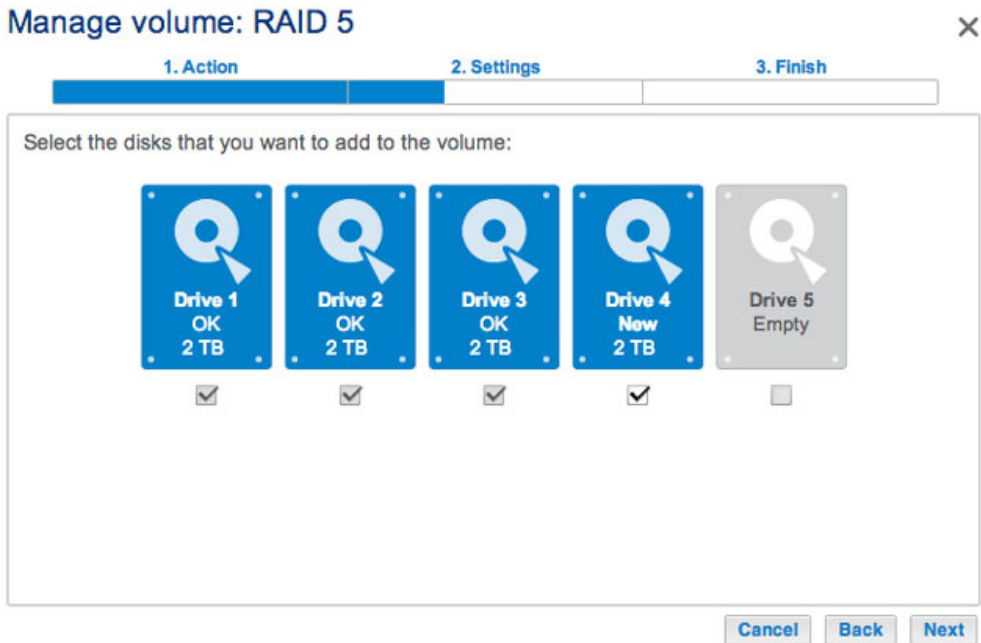 Manage volume: RAID 5
1. Action 2. Settings 3. Finish
Select the disks that you want to add to the volume:
Drive 1 Drive 2 Drive 3 Drive 4 Drive 5
OK OK OK New Empty
2 TB 2 TB 2 TB 2 TB
Cancel Back Next